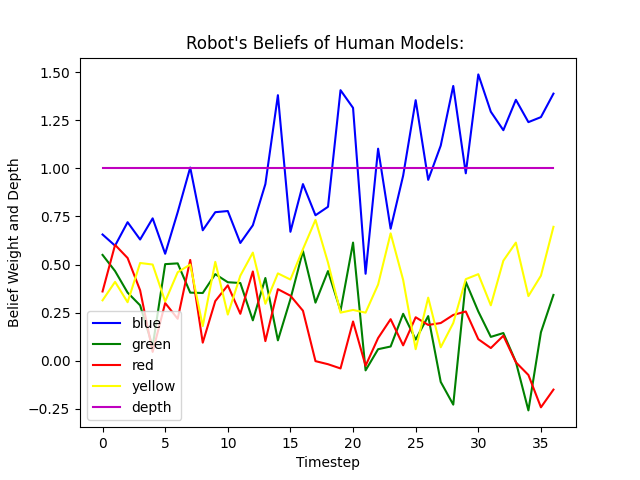 Robot's Beliefs of Human Models:
Belief Weight and Depth
1.50
1.25
1.00
0.75
0.50
0.25
0.00
−0.25
blue
green
red
yellow
depth
0 5 10 15 20 25 30 35
Timestep